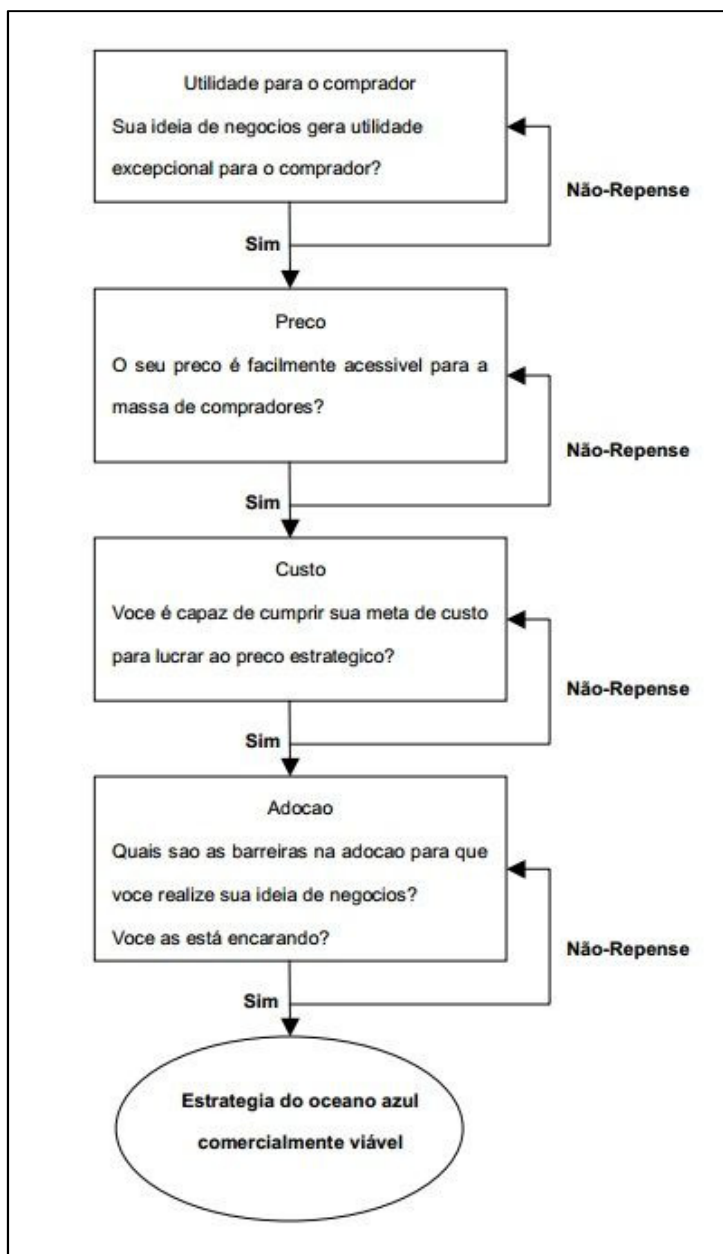 Utilidade para o comprador
Sua ideia de negocios gera utilidade
excepcional para o comprador?
Não-Repense
Sim
Preco
O seu preco é facilmente acessivel para a
massa de compradores?
Não-Repense
Sim
Custo
Voce é capaz de cumprir sua meta de custo
para lucrar ao preco estrategico?
Não-Repense
Sim
Adocao
Quais sao as barreiras na adocao para que
voce realize sua ideia de negocios?
Voce as está encarando?
Não-Repense
Sim
Estrategia do oceano azul
comercialmente viável